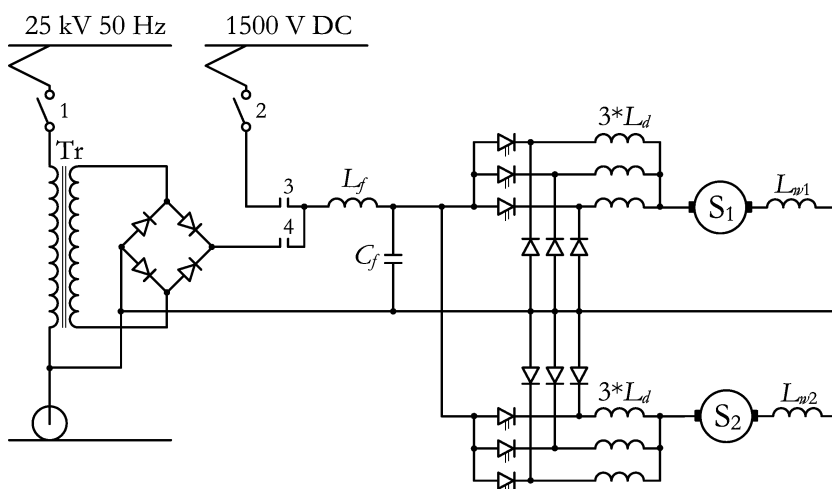 25 kV 50 Hz
1500 V DC
1
2
Tr
3
4
Lf
Cf
3*Ld
S1
Lw1
3*Ld
S2
Lw2